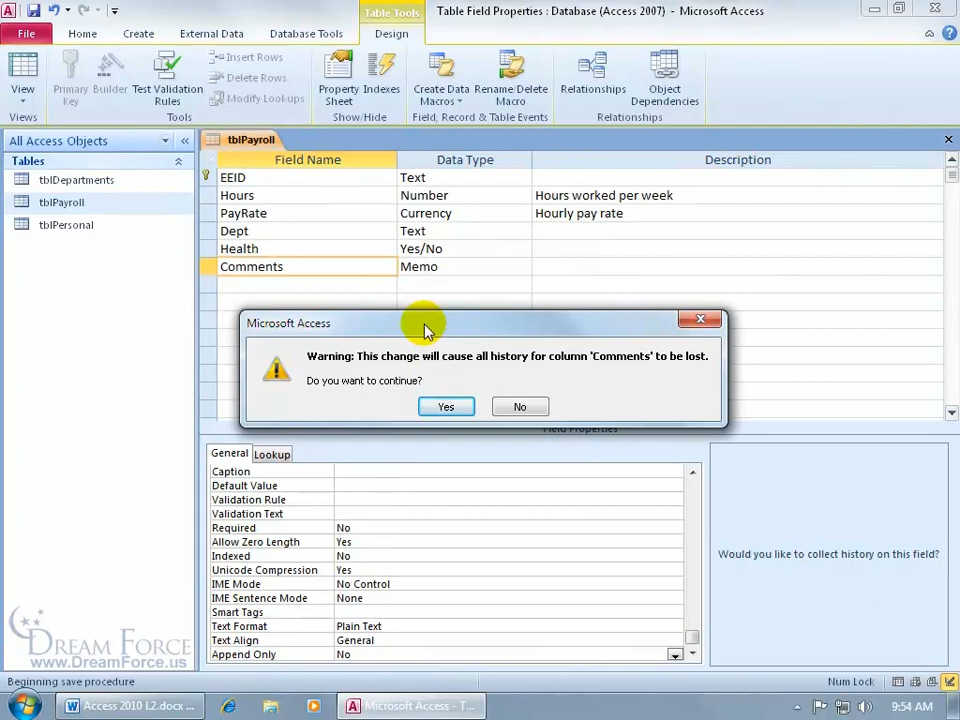 Table Tools
Table Field Properties : Database (Access 2007) - Microsoft Access
File
Home
Create
External Data
Database Tools
Design
View
Primary Key
Builder
Test Validation Rules
Insert Rows
Delete Rows
Modify Lookups
Property Sheet
Indexes
Create Data Macros
Rename/Delete Macro
Relationships
Object Dependencies
Views
Tools
Show/Hide
Field, Record & Table Events
Relationships
All Access Objects
Tables
tblDepartments
tblPayroll
tblPersonal
tblPayroll
Field Name Data Type Description
EEID Text
Hours Number Hours worked per week
PayRate Currency Hourly pay rate
Dept Text
Health Yes/No
Comments Memo
Microsoft Access
Warning: This change will cause all history for column 'Comments' to be lost.
Do you want to continue?
Yes No
Field Properties
General Lookup
Caption
Default Value
Validation Rule
Validation Text
Required No
Allow Zero Length Yes
Indexed No
Unicode Compression Yes
IME Mode No Control
IME Sentence Mode None
Smart Tags
Text Format Plain Text
Text Align General
Append Only No
Would you like to collect history on this field?
DREAM FORCE
www.DreamForce.us
Beginning save procedure
Num Lock
Access 2010 L2.docx ...
Microsoft Access - T...
9:54 AM